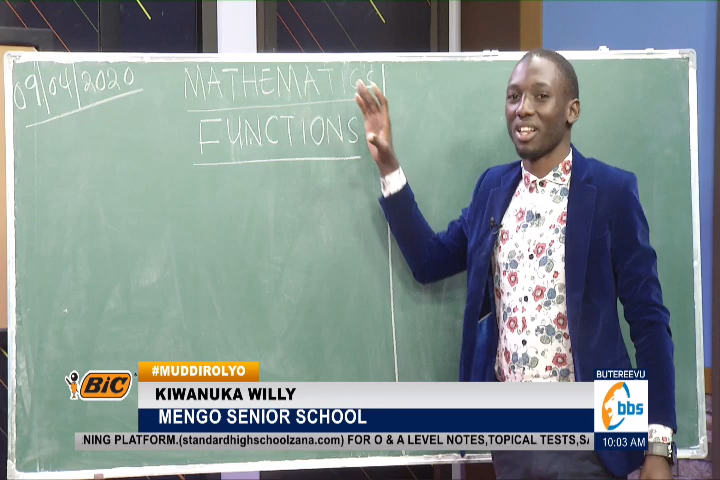 09/04/2020
MATHEMATICS
FUNCTIONS
#MUDDIROLYO
BiC
KIWANUKA WILLY
MENGO SENIOR SCHOOL
BUTEREEVU
bbs
10:03 AM
NING PLATFORM.(standardhighschoolzana.com) FOR O & A LEVEL NOTES,TOPICAL TESTS,SA